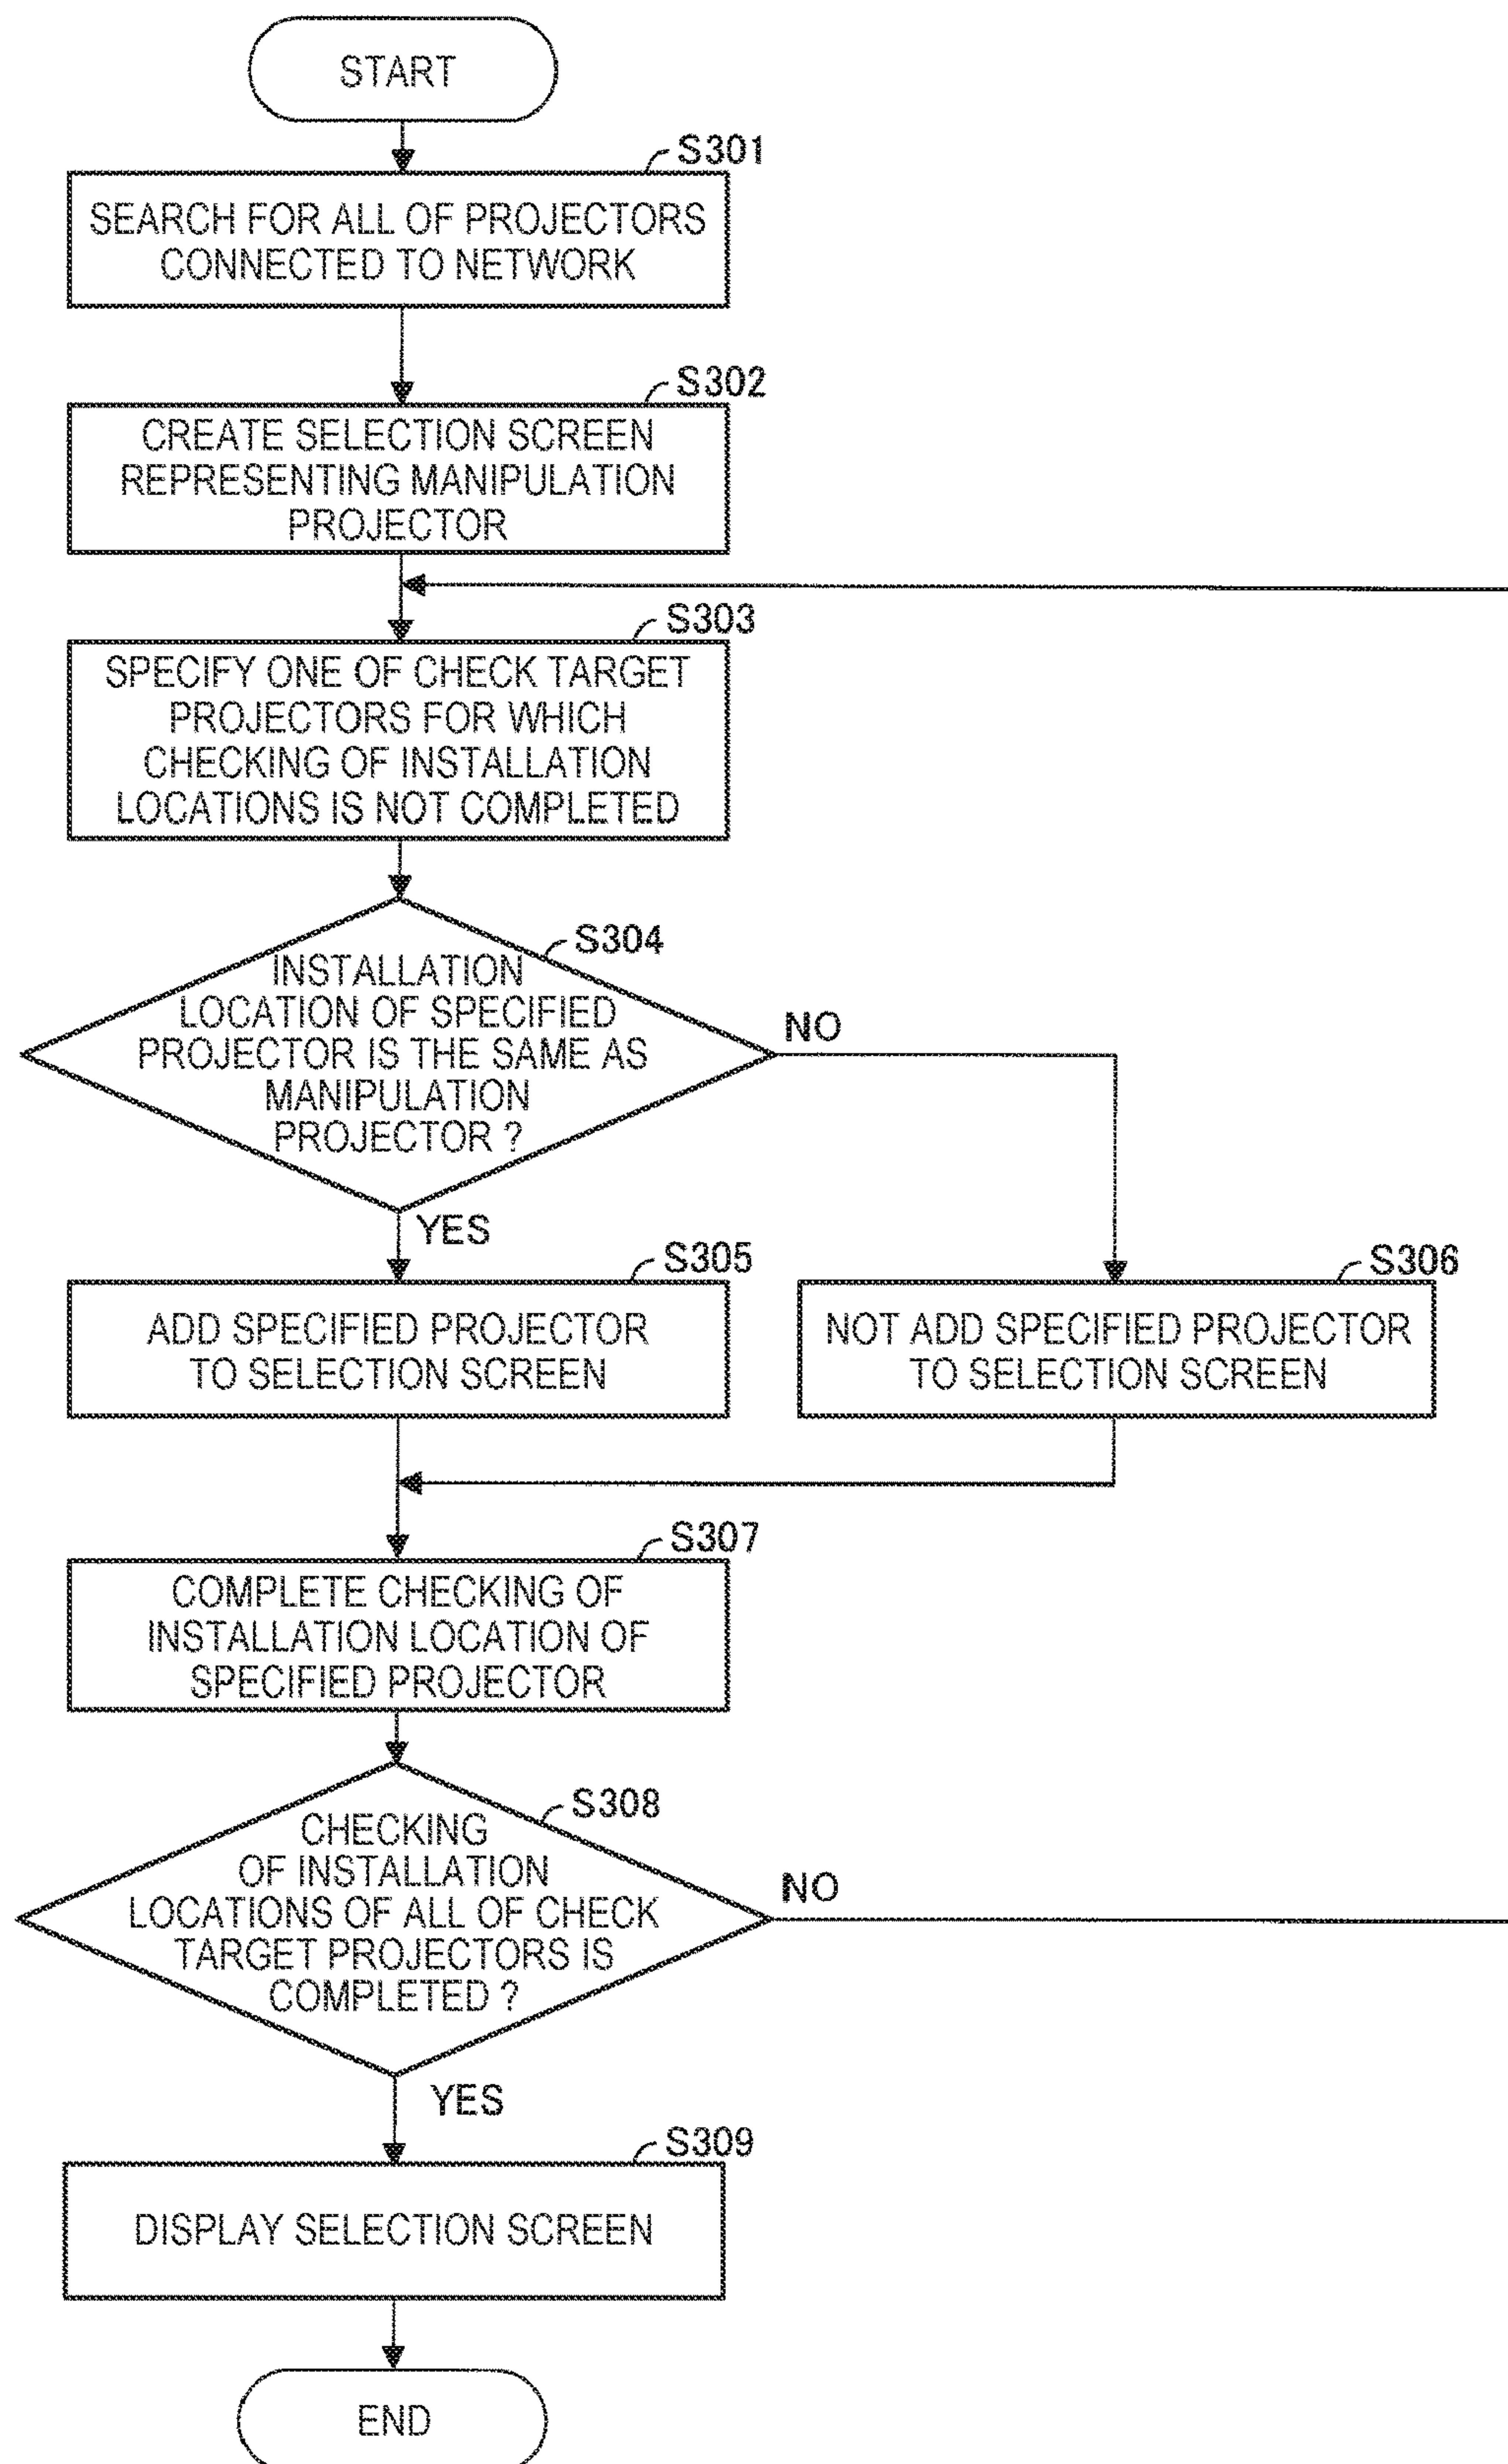 START
S301
SEARCH FOR ALL OF PROJECTORS
CONNECTED TO NETWORK
S302
CREATE SELECTION SCREEN
REPRESENTING MANIPULATION
PROJECTOR
S303
SPECIFY ONE OF CHECK TARGET
PROJECTORS FOR WHICH
CHECKING OF INSTALLATION
LOCATIONS IS NOT COMPLETED
S304
INSTALLATION
LOCATION OF SPECIFIED
PROJECTOR IS THE SAME AS
MANIPULATION
PROJECTOR ?
NO
YES
S305
ADD SPECIFIED PROJECTOR
TO SELECTION SCREEN
S306
NOT ADD SPECIFIED PROJECTOR
TO SELECTION SCREEN
S307
COMPLETE CHECKING OF
INSTALLATION LOCATION OF
SPECIFIED PROJECTOR
S308
CHECKING
OF INSTALLATION
LOCATIONS OF ALL OF CHECK
TARGET PROJECTORS IS
COMPLETED ?
NO
YES
S309
DISPLAY SELECTION SCREEN
END